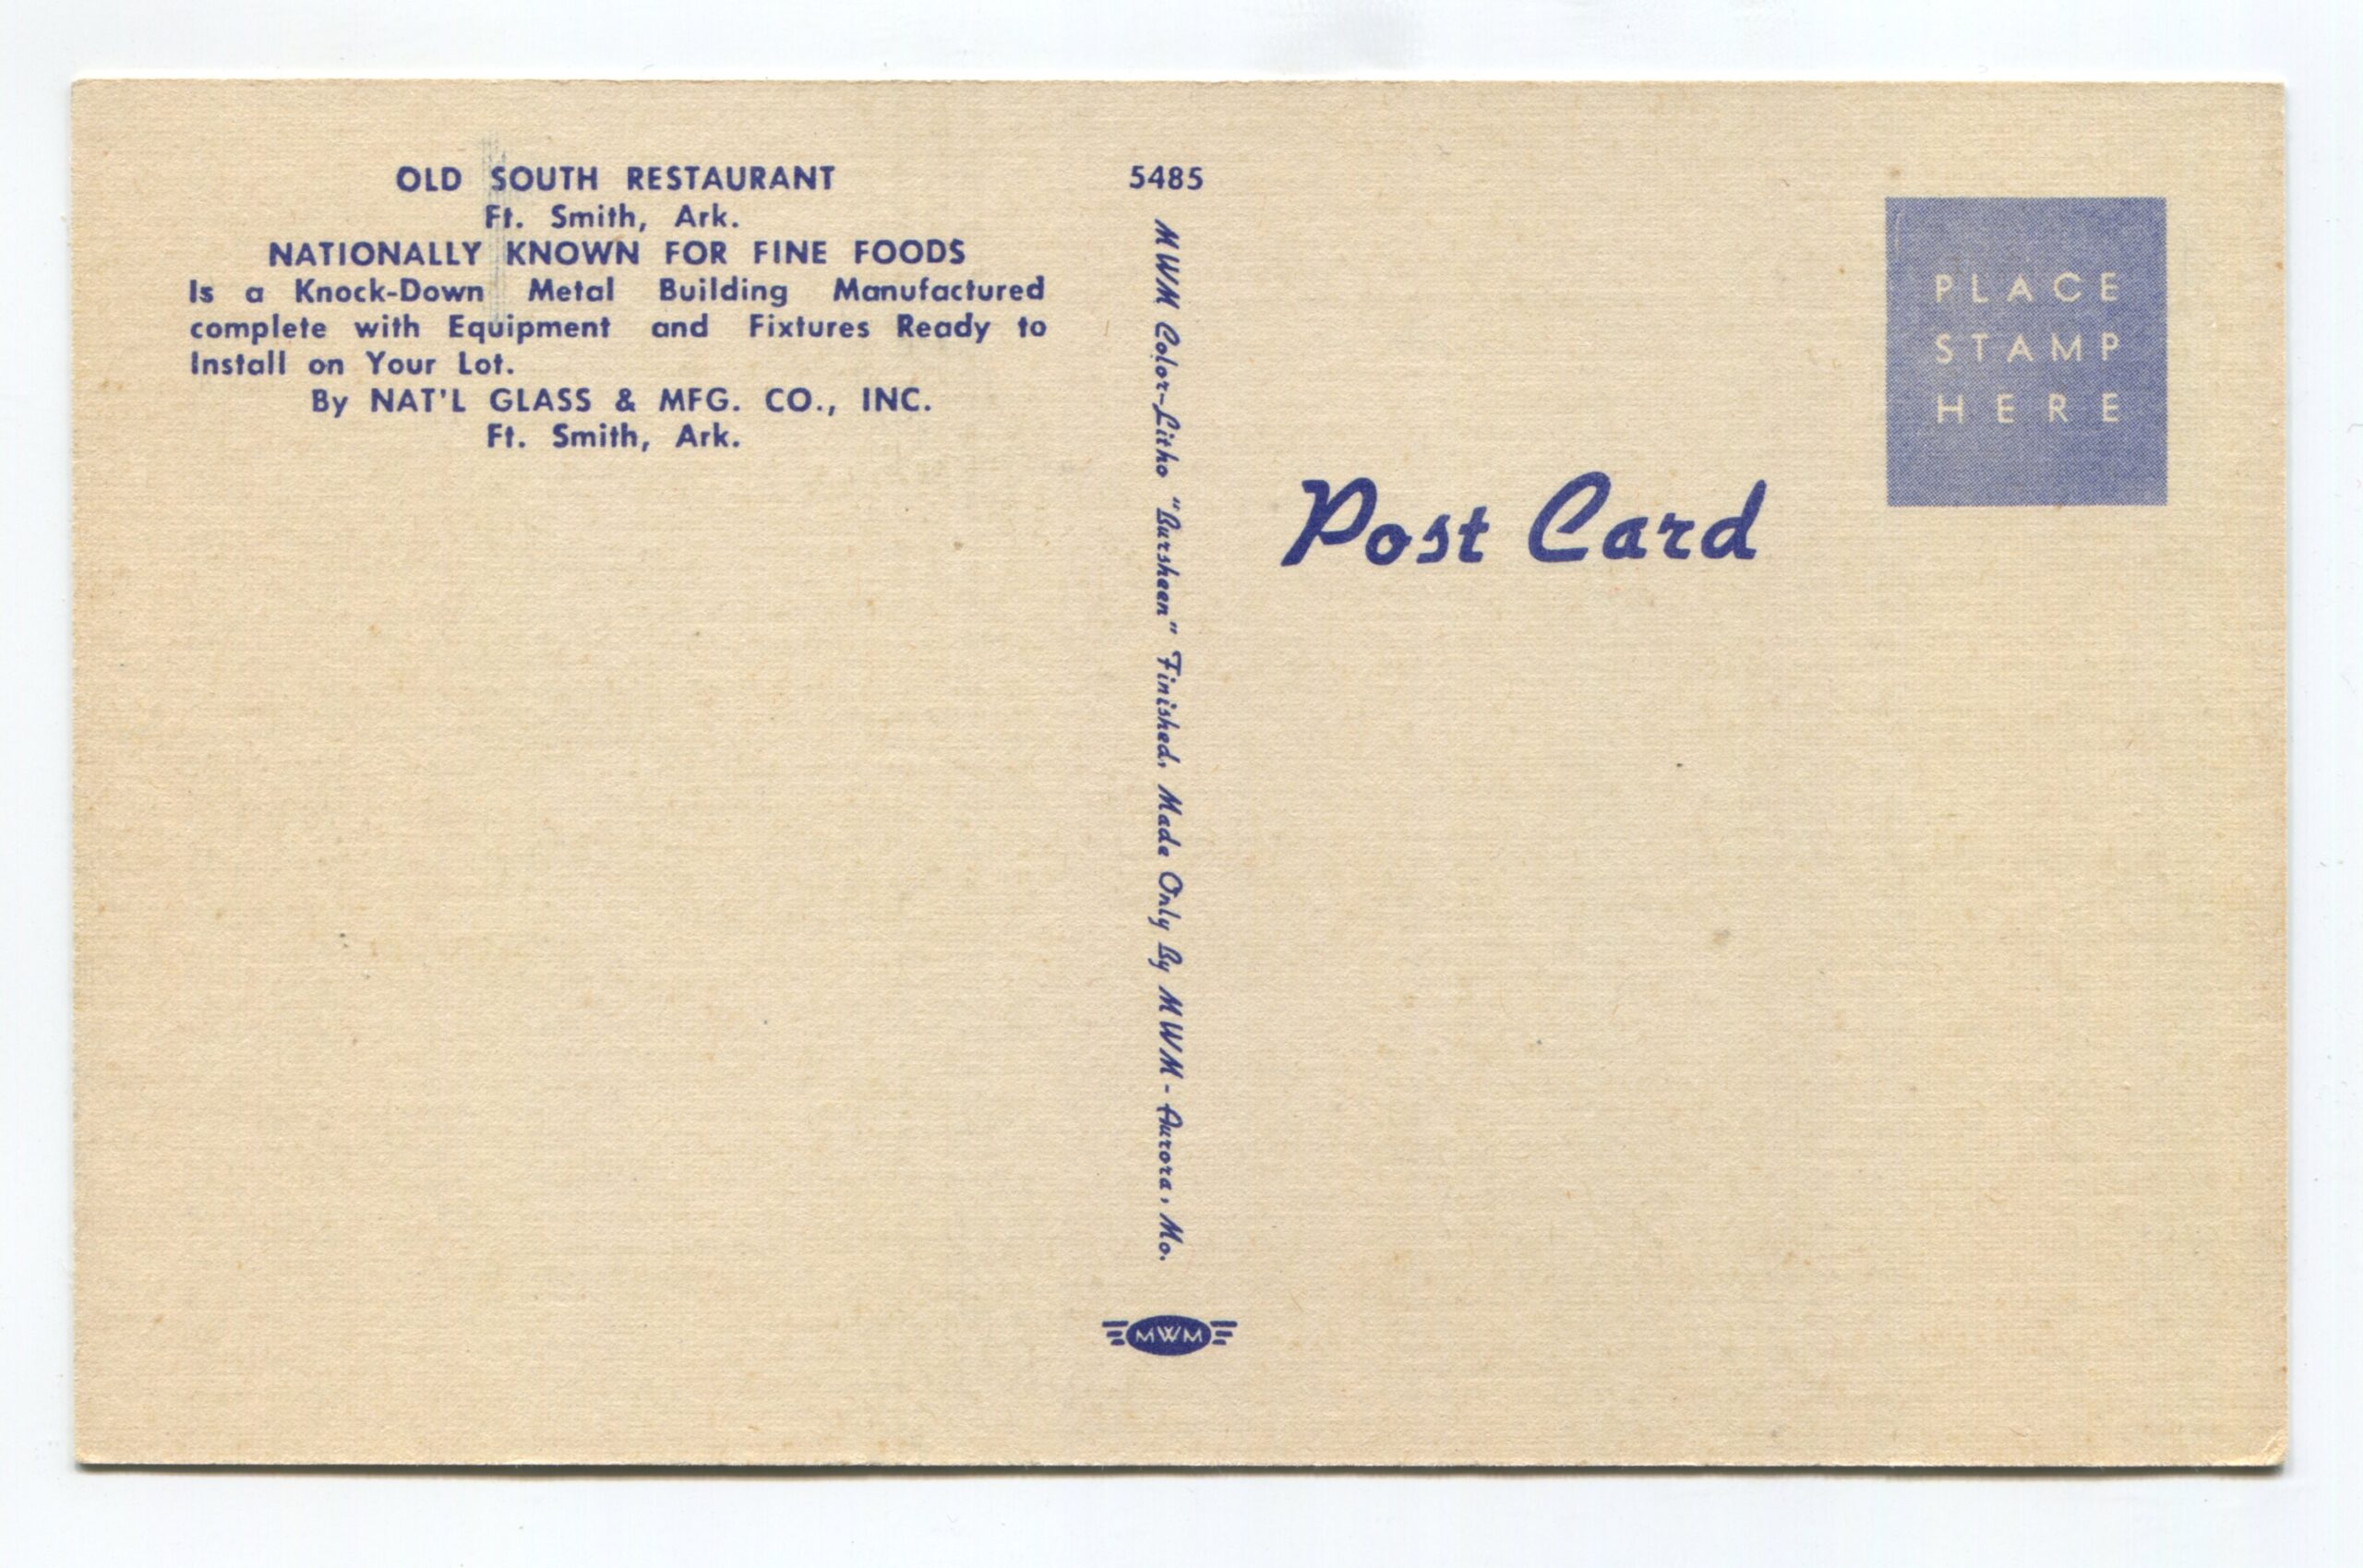 OLD SOUTH RESTAURANT
Ft. Smith, Ark.
NATIONALLY KNOWN FOR FINE FOODS
Is a Knock-Down Metal Building Manufactured
complete with Equipment and Fixtures Ready to
Install on Your Lot.
By NAT'L GLASS & MFG. CO., INC.
Ft. Smith, Ark.
5485
MWM Color-Litho "Bursheen" Finished, Made Only By MWM - Aurora, Mo.
MWM
Post Card
PLACE
STAMP
HERE